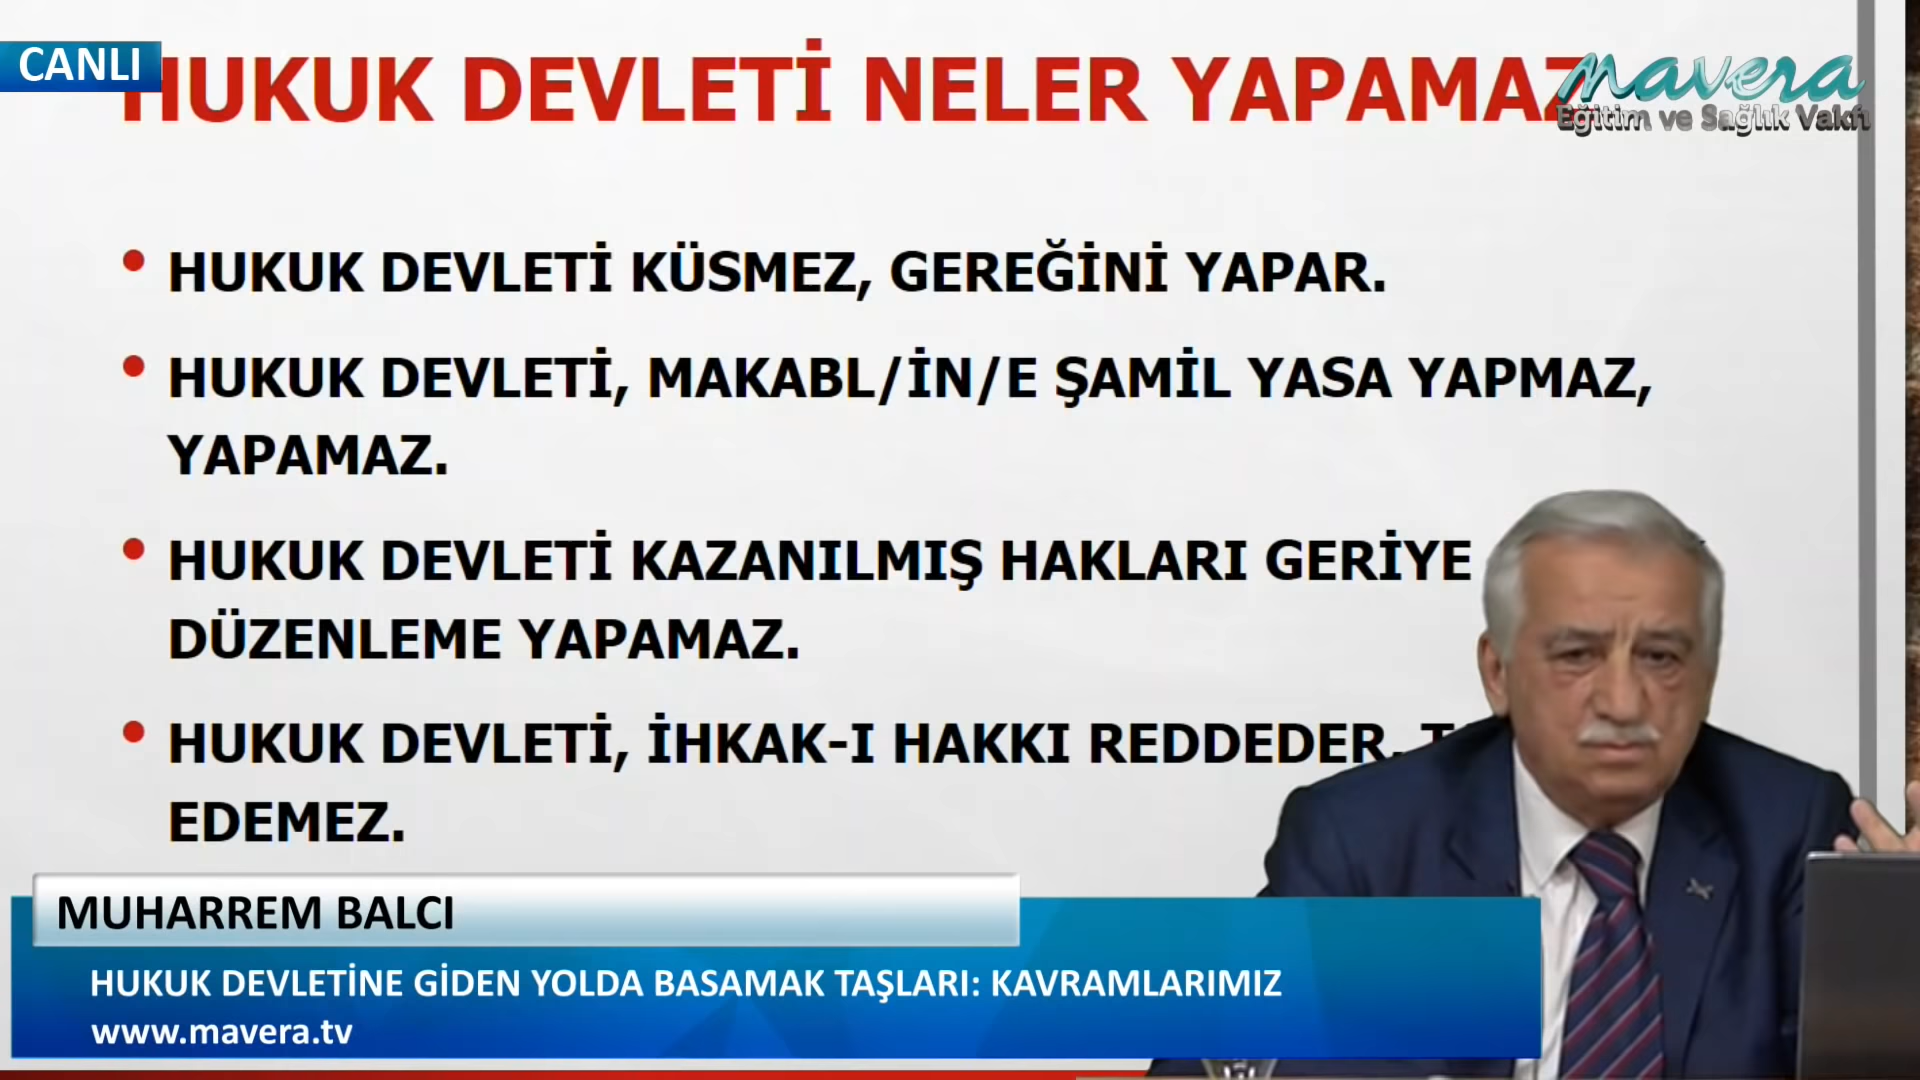 CANLI
HUKUK DEVLETİ NELER YAPAMAZ
mavera
Eğitim ve Sağlık Vakfı
• HUKUK DEVLETİ KÜSMEZ, GEREĞİNİ YAPAR.
• HUKUK DEVLETİ, MAKABL/İN/E ŞAMİL YASA YAPMAZ,
YAPAMAZ.
• HUKUK DEVLETİ KAZANILMIŞ HAKLARI GERİYE
DÜZENLEME YAPAMAZ.
• HUKUK DEVLETİ, İHKAK-I HAKKI REDDEDER,
EDEMEZ.
MUHARREM BALCI
HUKUK DEVLETİNE GİDEN YOLDA BASAMAK TAŞLARI: KAVRAMLARIMIZ
www.mavera.tv